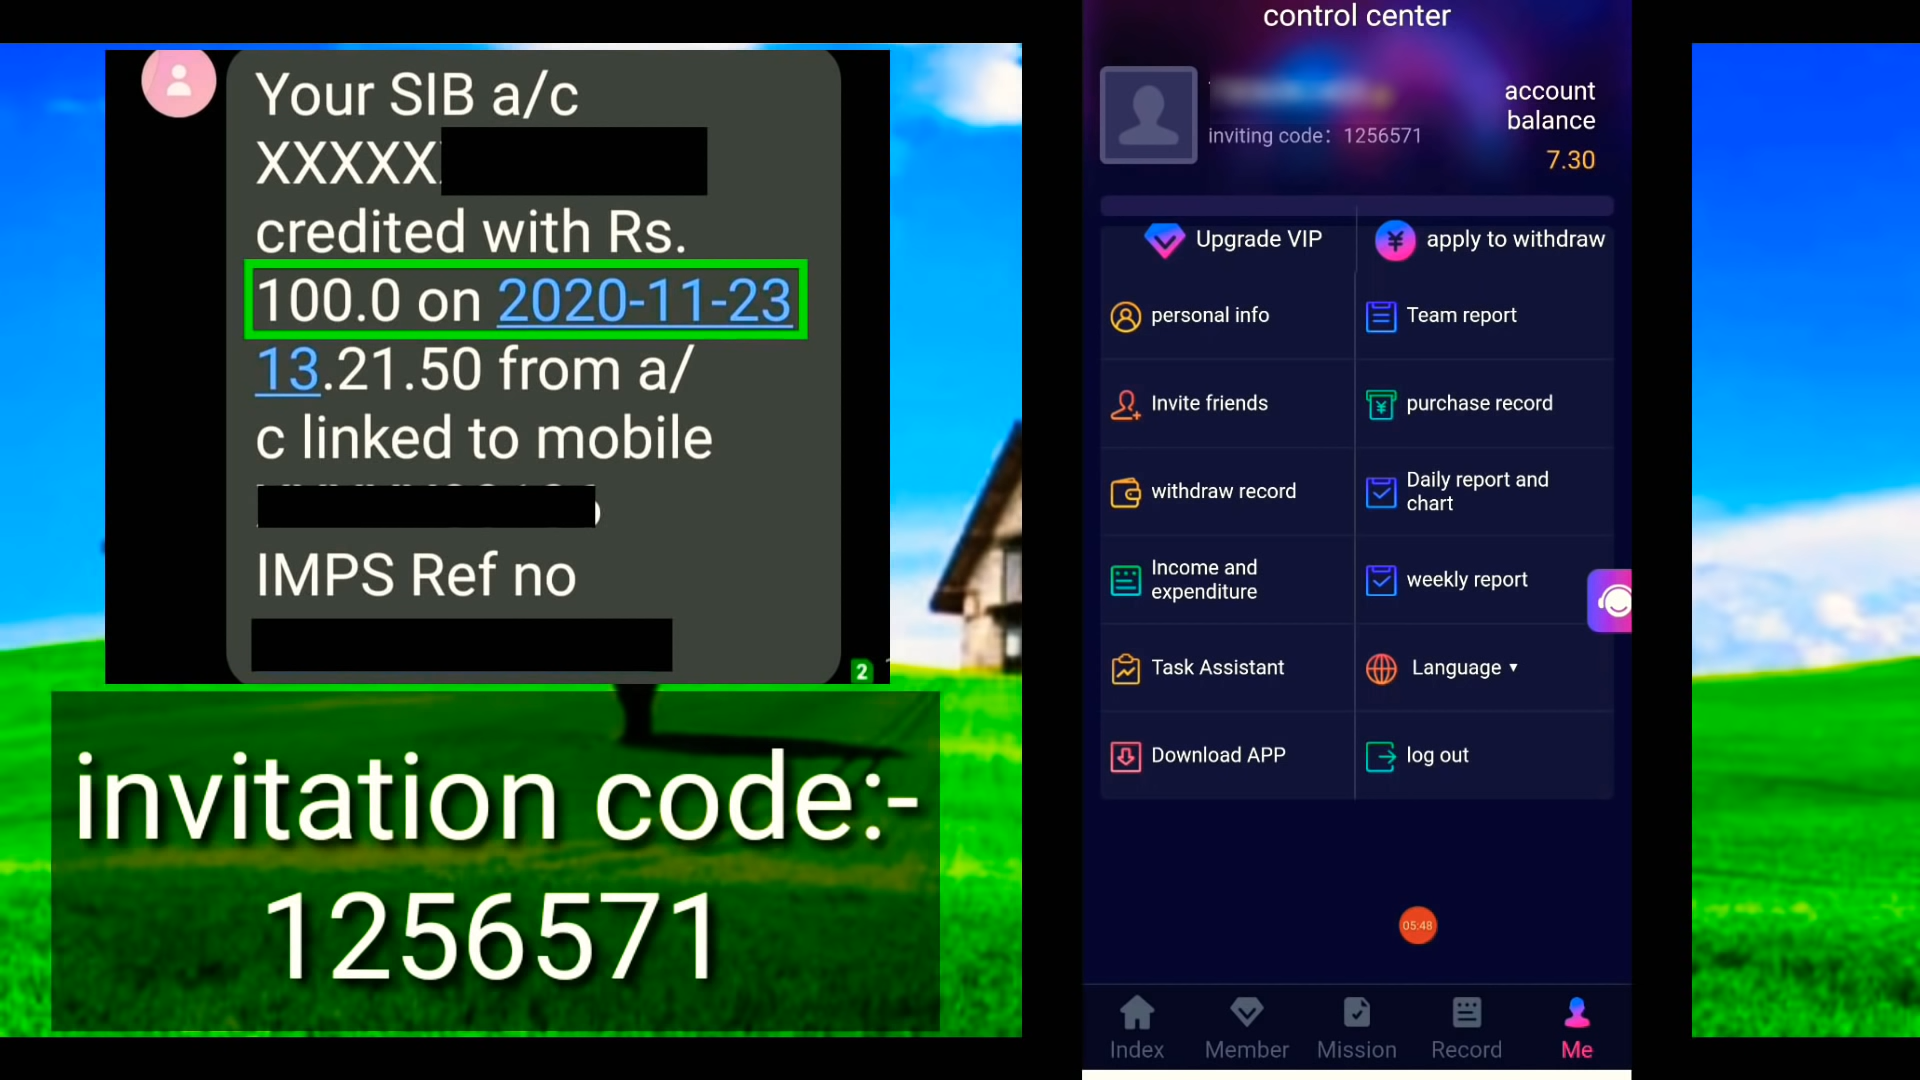 Your SIB a/c
XXXXX
credited with Rs.
100.0 on 2020-11-23
13.21.50 from a/
c linked to mobile
IMPS Ref no
2
invitation code:-
1256571
control center
inviting code: 1256571
account
balance
7.30
Upgrade VIP
apply to withdraw
personal info
Team report
Invite friends
purchase record
withdraw record
Daily report and
chart
Income and
expenditure
weekly report
Task Assistant
Language ▾
Download APP
log out
05:48
Index
Member
Mission
Record
Me